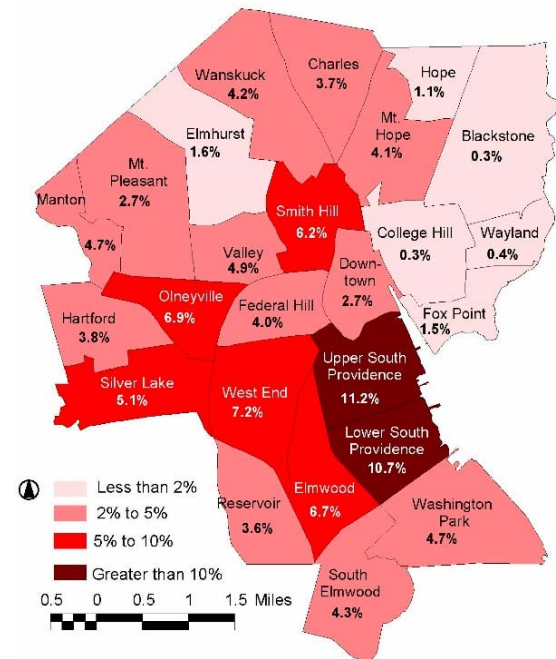 Charles
3.7%
Wanskuck
4.2%
Hope
1.1%
Mt.
Hope
4.1%
Elmhurst
1.6%
Blackstone
0.3%
Mt.
Pleasant
2.7%
Manton
4.7%
Smith Hill
6.2%
College Hill
0.3%
Wayland
0.4%
Valley
4.9%
Down-
town
2.7%
Olneyville
6.9%
Federal Hill
4.0%
Fox Point
1.5%
Hartford
3.8%
Upper South
Providence
11.2%
Silver Lake
5.1%
West End
7.2%
Lower South
Providence
10.7%
Elmwood
6.7%
Reservoir
3.6%
Washington
Park
4.7%
South
Elmwood
4.3%
Less than 2%
2% to 5%
5% to 10%
Greater than 10%
0.5 0 0.5 1 1.5 Miles